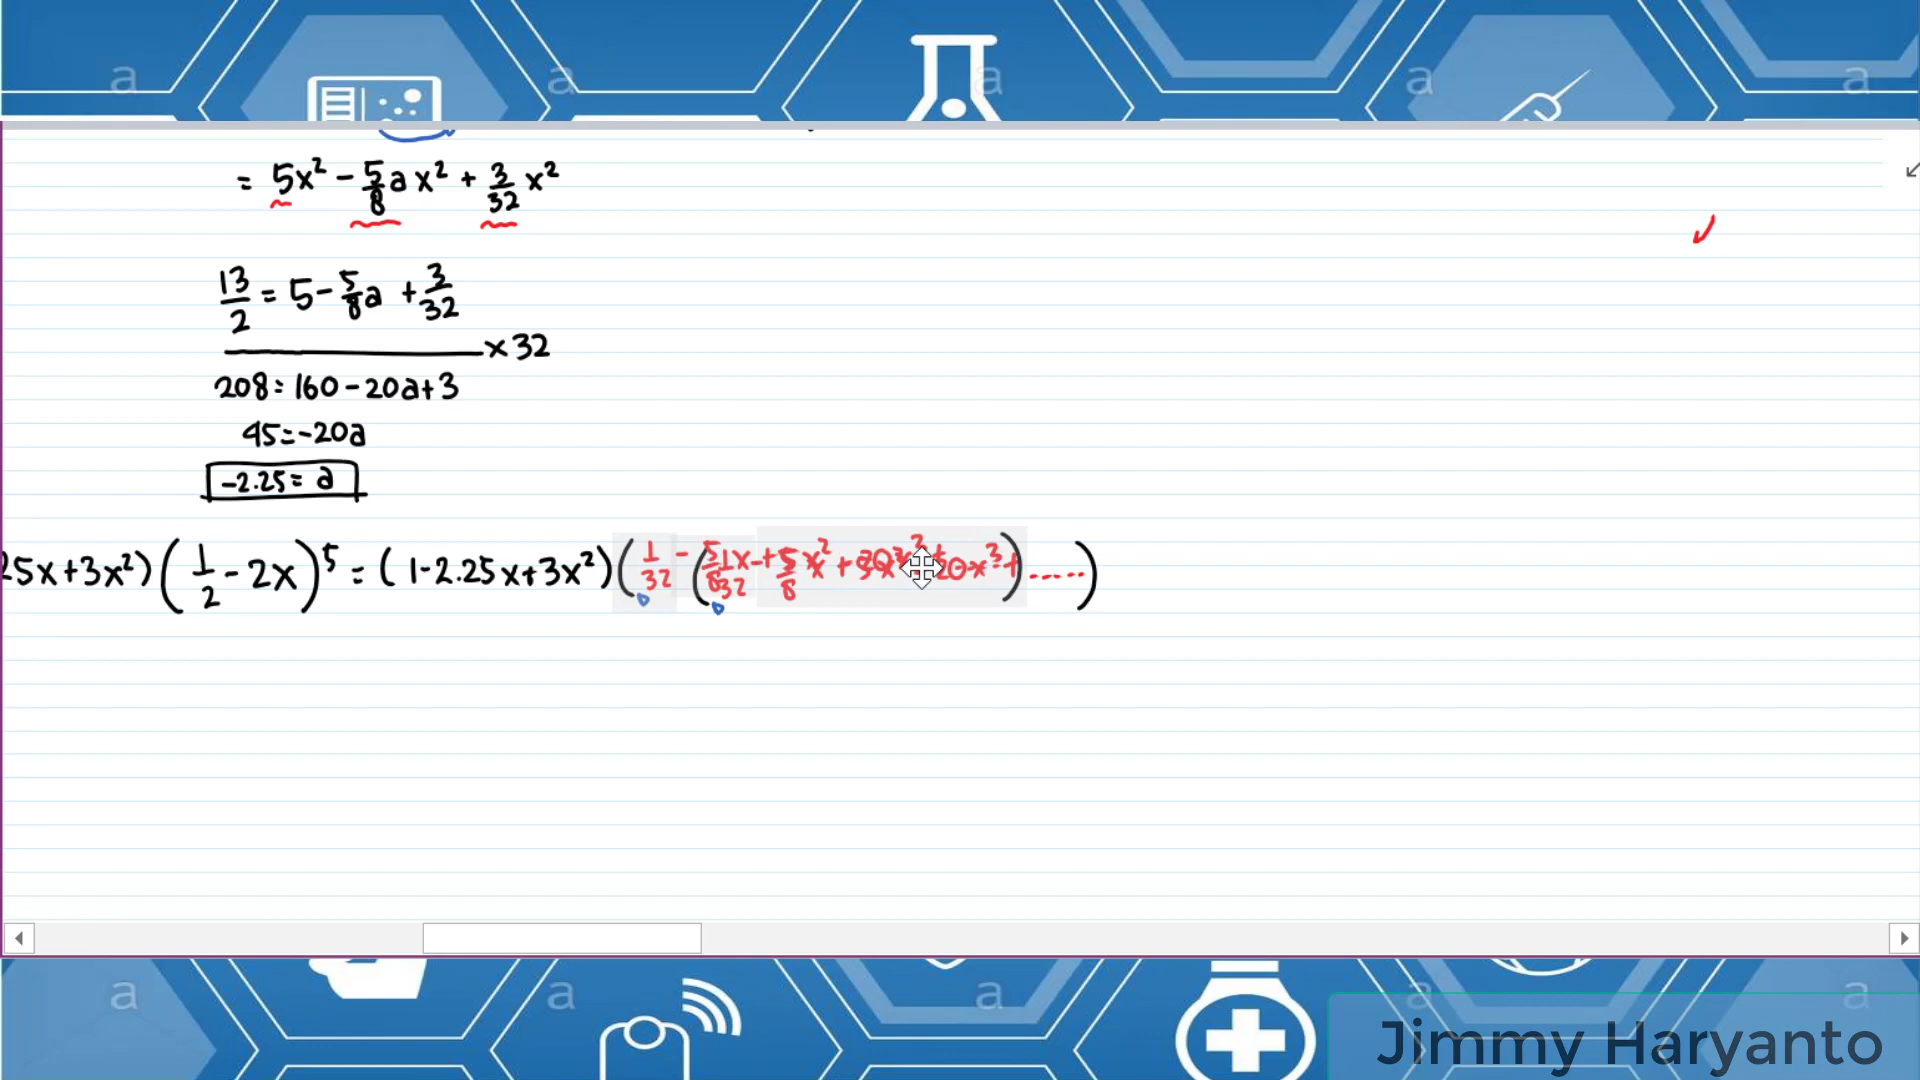 a a a a a
= 5x² - 5/8 a x² + 3/32 x²
13/2 = 5 - 5/8 a + 3/32
× 32
208 = 160 - 20a + 3
45 = -20a
-2.25 = a
25x + 3x²) (1/2 - 2x)⁵ = (1 - 2.25x + 3x²) (1/32 -
......)
a a a a a
Jimmy Haryanto